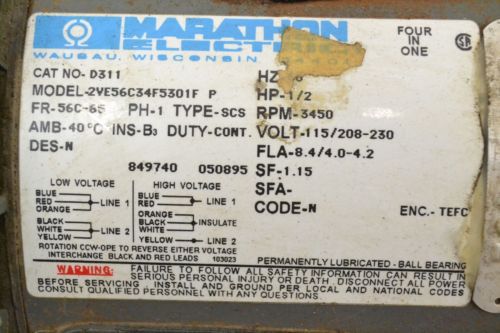 MARATHON
ELECTRIC
WAUSAU, WISCONSIN
FOUR IN ONE
CAT NO- D311
HZ
MODEL-2YE56C34F5301F P
HP-1/2
FR-56C-65 PH-1 TYPE-SCS RPM-3450
AMB-40°C INS-B3 DUTY-CONT. VOLT-115/208-230
DES-N
FLA-8.4/4.0-4.2
849740 050895 SF-1.15
SFA-
CODE-N
ENC.- TEFC
LOW VOLTAGE
BLUE
RED
ORANGE
LINE 1
BLACK
WHITE
YELLOW
LINE 2
HIGH VOLTAGE
BLUE
RED
LINE 1
ORANGE
BLACK
WHITE
INSULATE
YELLOW
LINE 2
ROTATION CCW-OPE TO REVERSE EITHER VOLTAGE
INTERCHANGE BLACK AND RED LEADS 103023
PERMANENTLY LUBRICATED - BALL BEARING
WARNING: FAILURE TO FOLLOW ALL SAFETY INFORMATION CAN RESULT IN
SERIOUS PERSONAL INJURY OR DEATH. DISCONNECT ALL POWER
BEFORE SERVICING. INSTALL AND GROUND PER LOCAL AND NATIONAL CODES
CONSULT QUALIFIED PERSONNEL WITH ANY QUESTIONS.